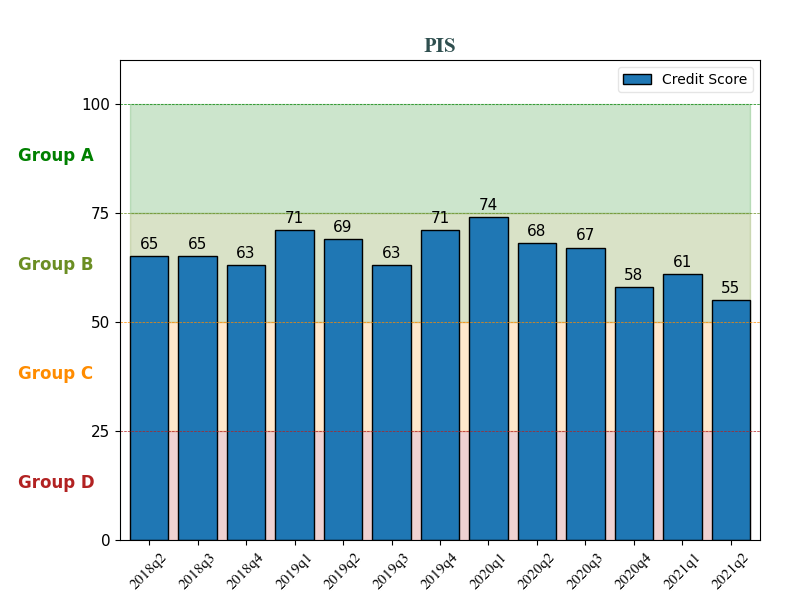 PIS
Credit Score
100
Group A
75
Group B
50
Group C
25
Group D
0
65
65
63
71
69
63
71
74
68
67
58
61
55
2018q2
2018q3
2018q4
2019q1
2019q2
2019q3
2019q4
2020q1
2020q2
2020q3
2020q4
2021q1
2021q2